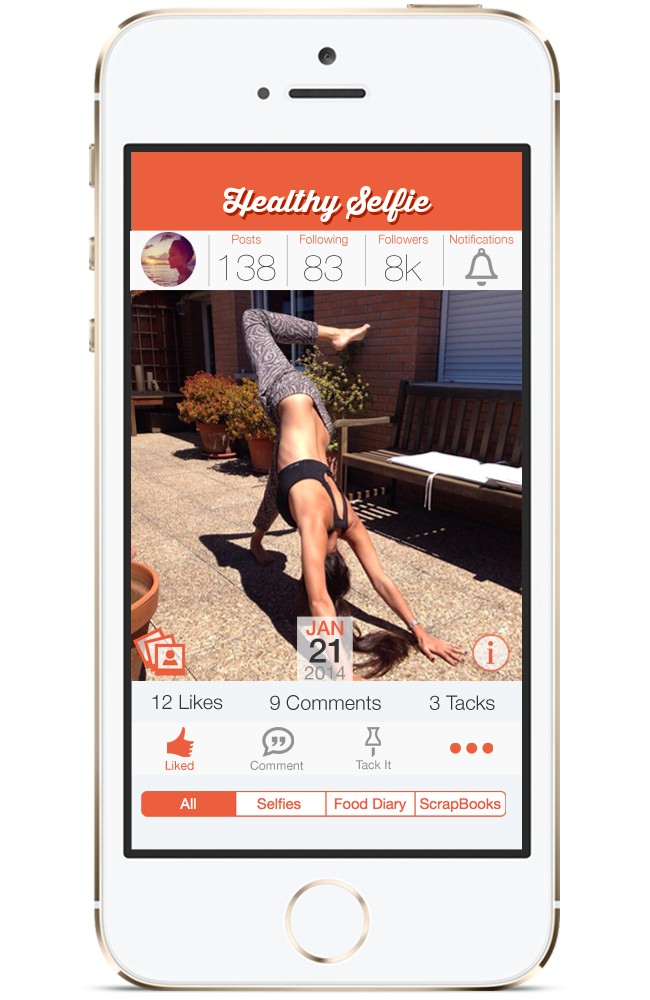 Healthy Selfie
Posts Following Followers Notifications
138 83 8k
JAN
21
2014
i
12 Likes 9 Comments 3 Tacks
Liked Comment Tack It
All Selfies Food Diary ScrapBooks